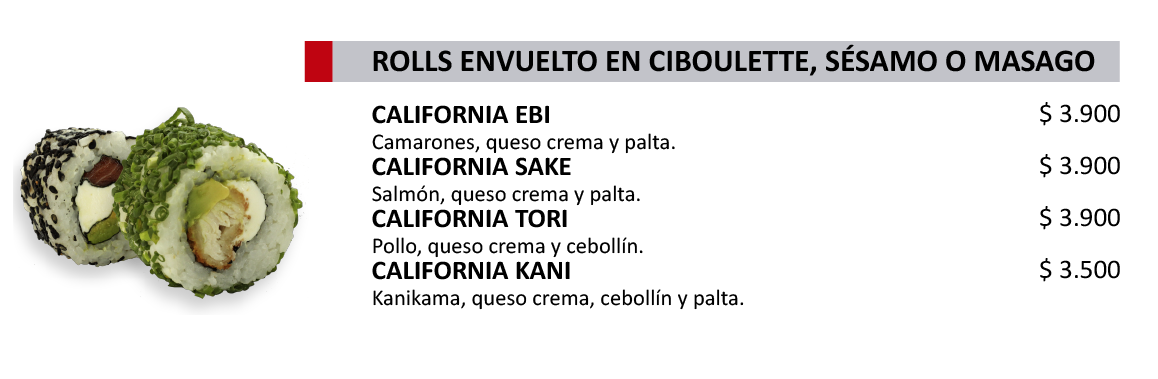 ROLLS ENVUELTO EN CIBOULETTE, SÉSAMO O MASAGO
CALIFORNIA EBI $ 3.900
Camarones, queso crema y palta.
CALIFORNIA SAKE $ 3.900
Salmón, queso crema y palta.
CALIFORNIA TORI $ 3.900
Pollo, queso crema y cebollín.
CALIFORNIA KANI $ 3.500
Kanikama, queso crema, cebollín y palta.